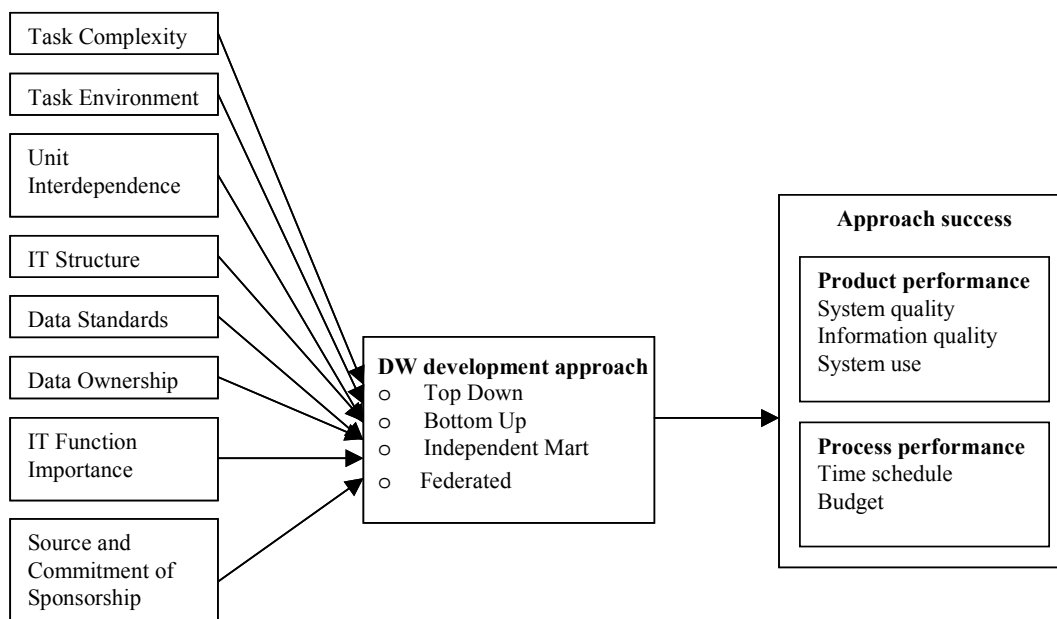 Task Complexity
Task Environment
Unit
Interdependence
IT Structure
Data Standards
Data Ownership
IT Function
Importance
Source and
Commitment of
Sponsorship
DW development approach
o Top Down
o Bottom Up
o Independent Mart
o Federated
Approach success
Product performance
System quality
Information quality
System use
Process performance
Time schedule
Budget